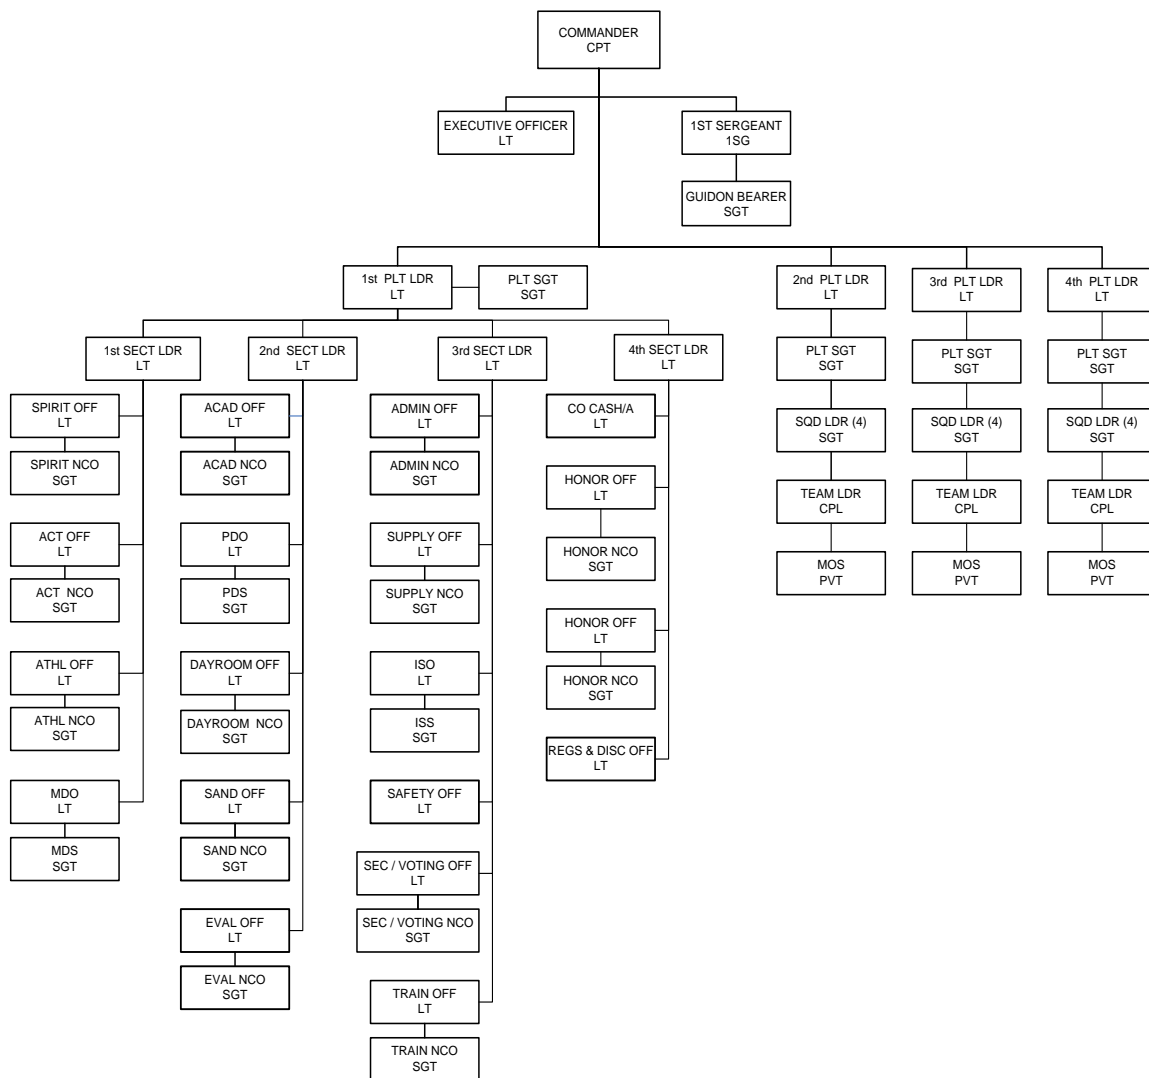 COMMANDER
CPT
EXECUTIVE OFFICER
LT
1ST SERGEANT
1SG
GUIDON BEARER
SGT
1st PLT LDR
LT
PLT SGT
SGT
2nd PLT LDR
LT
3rd PLT LDR
LT
4th PLT LDR
LT
1st SECT LDR
LT
2nd SECT LDR
LT
3rd SECT LDR
LT
4th SECT LDR
LT
SPIRIT OFF
LT
SPIRIT NCO
SGT
ACT OFF
LT
ACT NCO
SGT
ATHL OFF
LT
ATHL NCO
SGT
MDO
LT
MDS
SGT
ACAD OFF
LT
ACAD NCO
SGT
PDO
LT
PDS
SGT
DAYROOM OFF
LT
DAYROOM NCO
SGT
SAND OFF
LT
SAND NCO
SGT
EVAL OFF
LT
EVAL NCO
SGT
ADMIN OFF
LT
ADMIN NCO
SGT
SUPPLY OFF
LT
SUPPLY NCO
SGT
ISO
LT
ISS
SGT
SAFETY OFF
LT
SEC / VOTING OFF
LT
SEC / VOTING NCO
SGT
TRAIN OFF
LT
TRAIN NCO
SGT
CO CASH/A
LT
HONOR OFF
LT
HONOR NCO
SGT
HONOR OFF
LT
HONOR NCO
SGT
REGS & DISC OFF
LT
PLT SGT
SGT
SQD LDR (4)
SGT
TEAM LDR
CPL
MOS
PVT
PLT SGT
SGT
SQD LDR (4)
SGT
TEAM LDR
CPL
MOS
PVT
PLT SGT
SGT
SQD LDR (4)
SGT
TEAM LDR
CPL
MOS
PVT